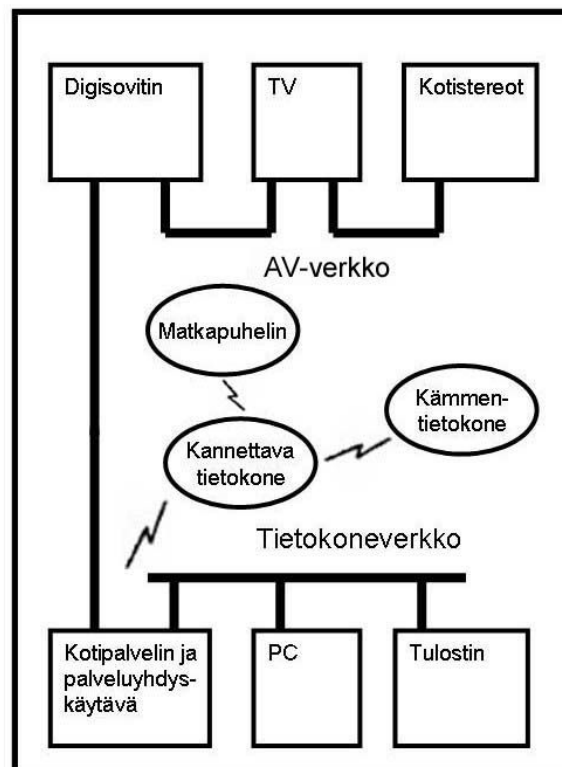 Digisovitin
TV
Kotistereot
AV-verkko
Matkapuhelin
Kämmen-
tietokone
Kannettava
tietokone
Tietokoneverkko
Kotipalvelin ja
palveluyhdys-
käytävä
PC
Tulostin